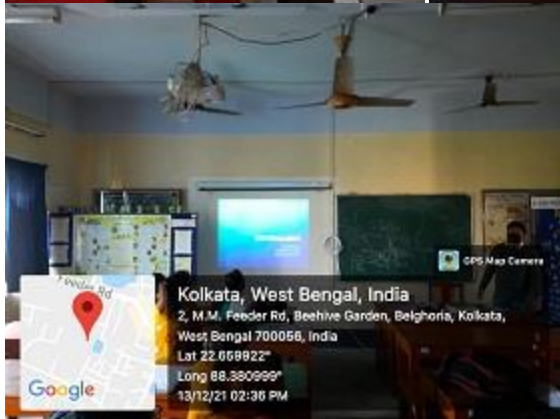 GPS Map Camera
Feeder Rd
Kolkata, West Bengal, India
2, M.M. Feeder Rd, Beehive Garden, Belghoria, Kolkata,
West Bengal 700056, India
Lat 22.659922°
Long 88.380999°
13/12/21 02:36 PM
Google